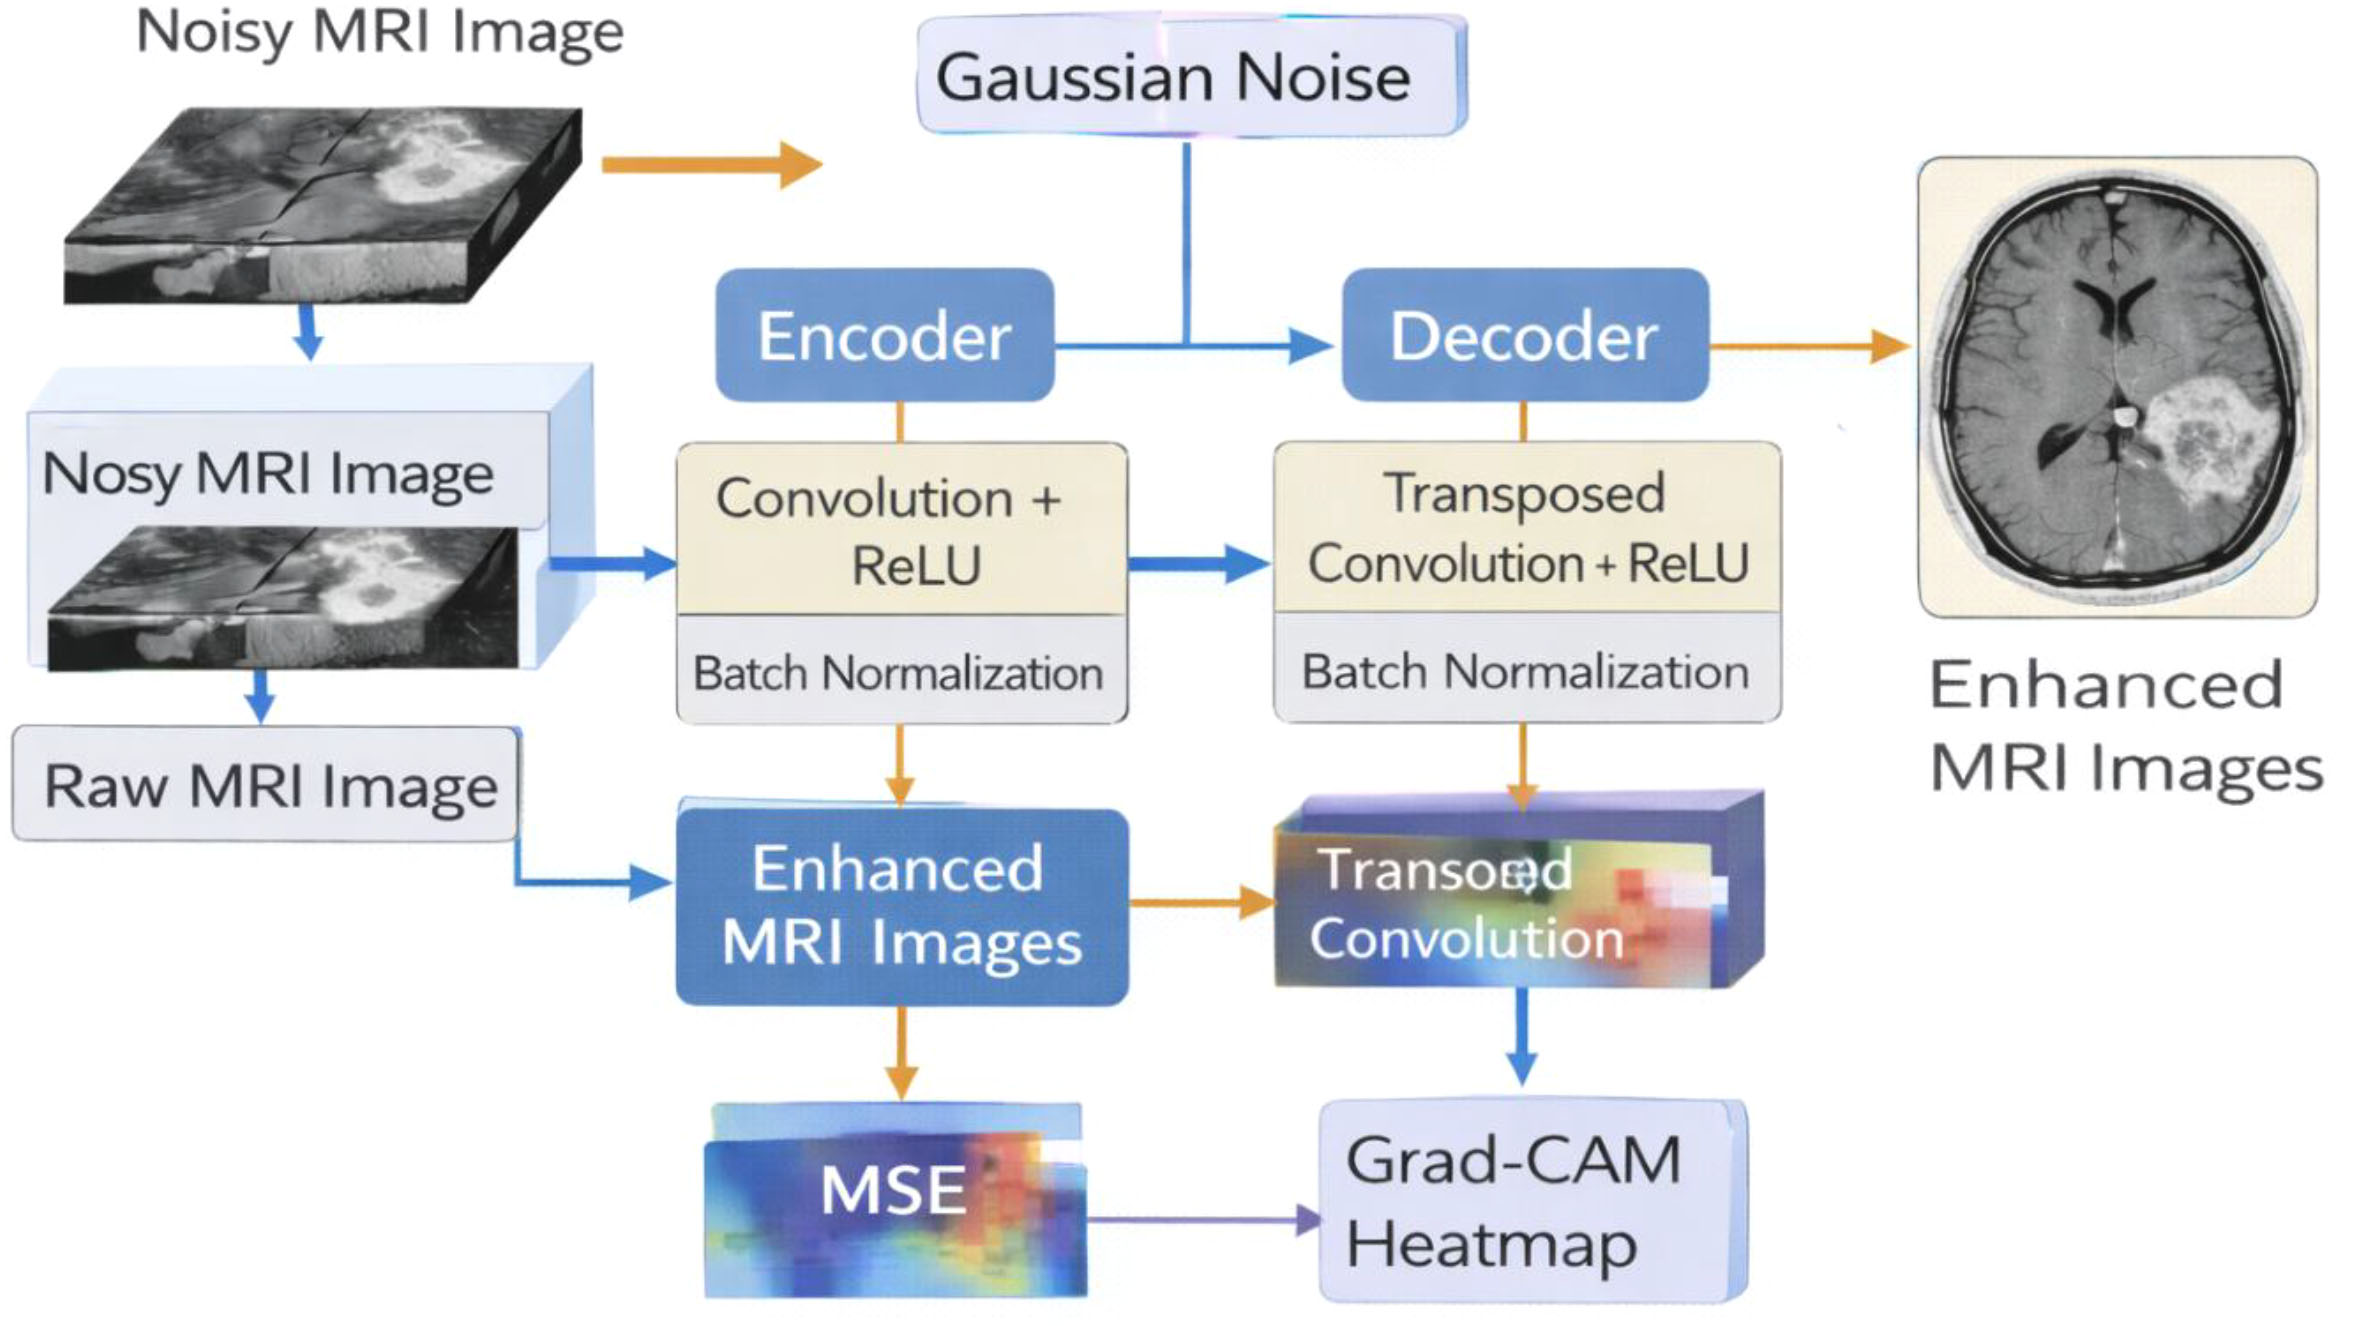 Noisy MRI Image
Gaussian Noise
Encoder
Decoder
Nosy MRI Image
Convolution +
ReLU
Batch Normalization
Transposed
Convolution + ReLU
Batch Normalization
Enhanced
MRI Images
Raw MRI Image
Enhanced
MRI Images
Convolution
MSE
Grad-CAM
Heatmap